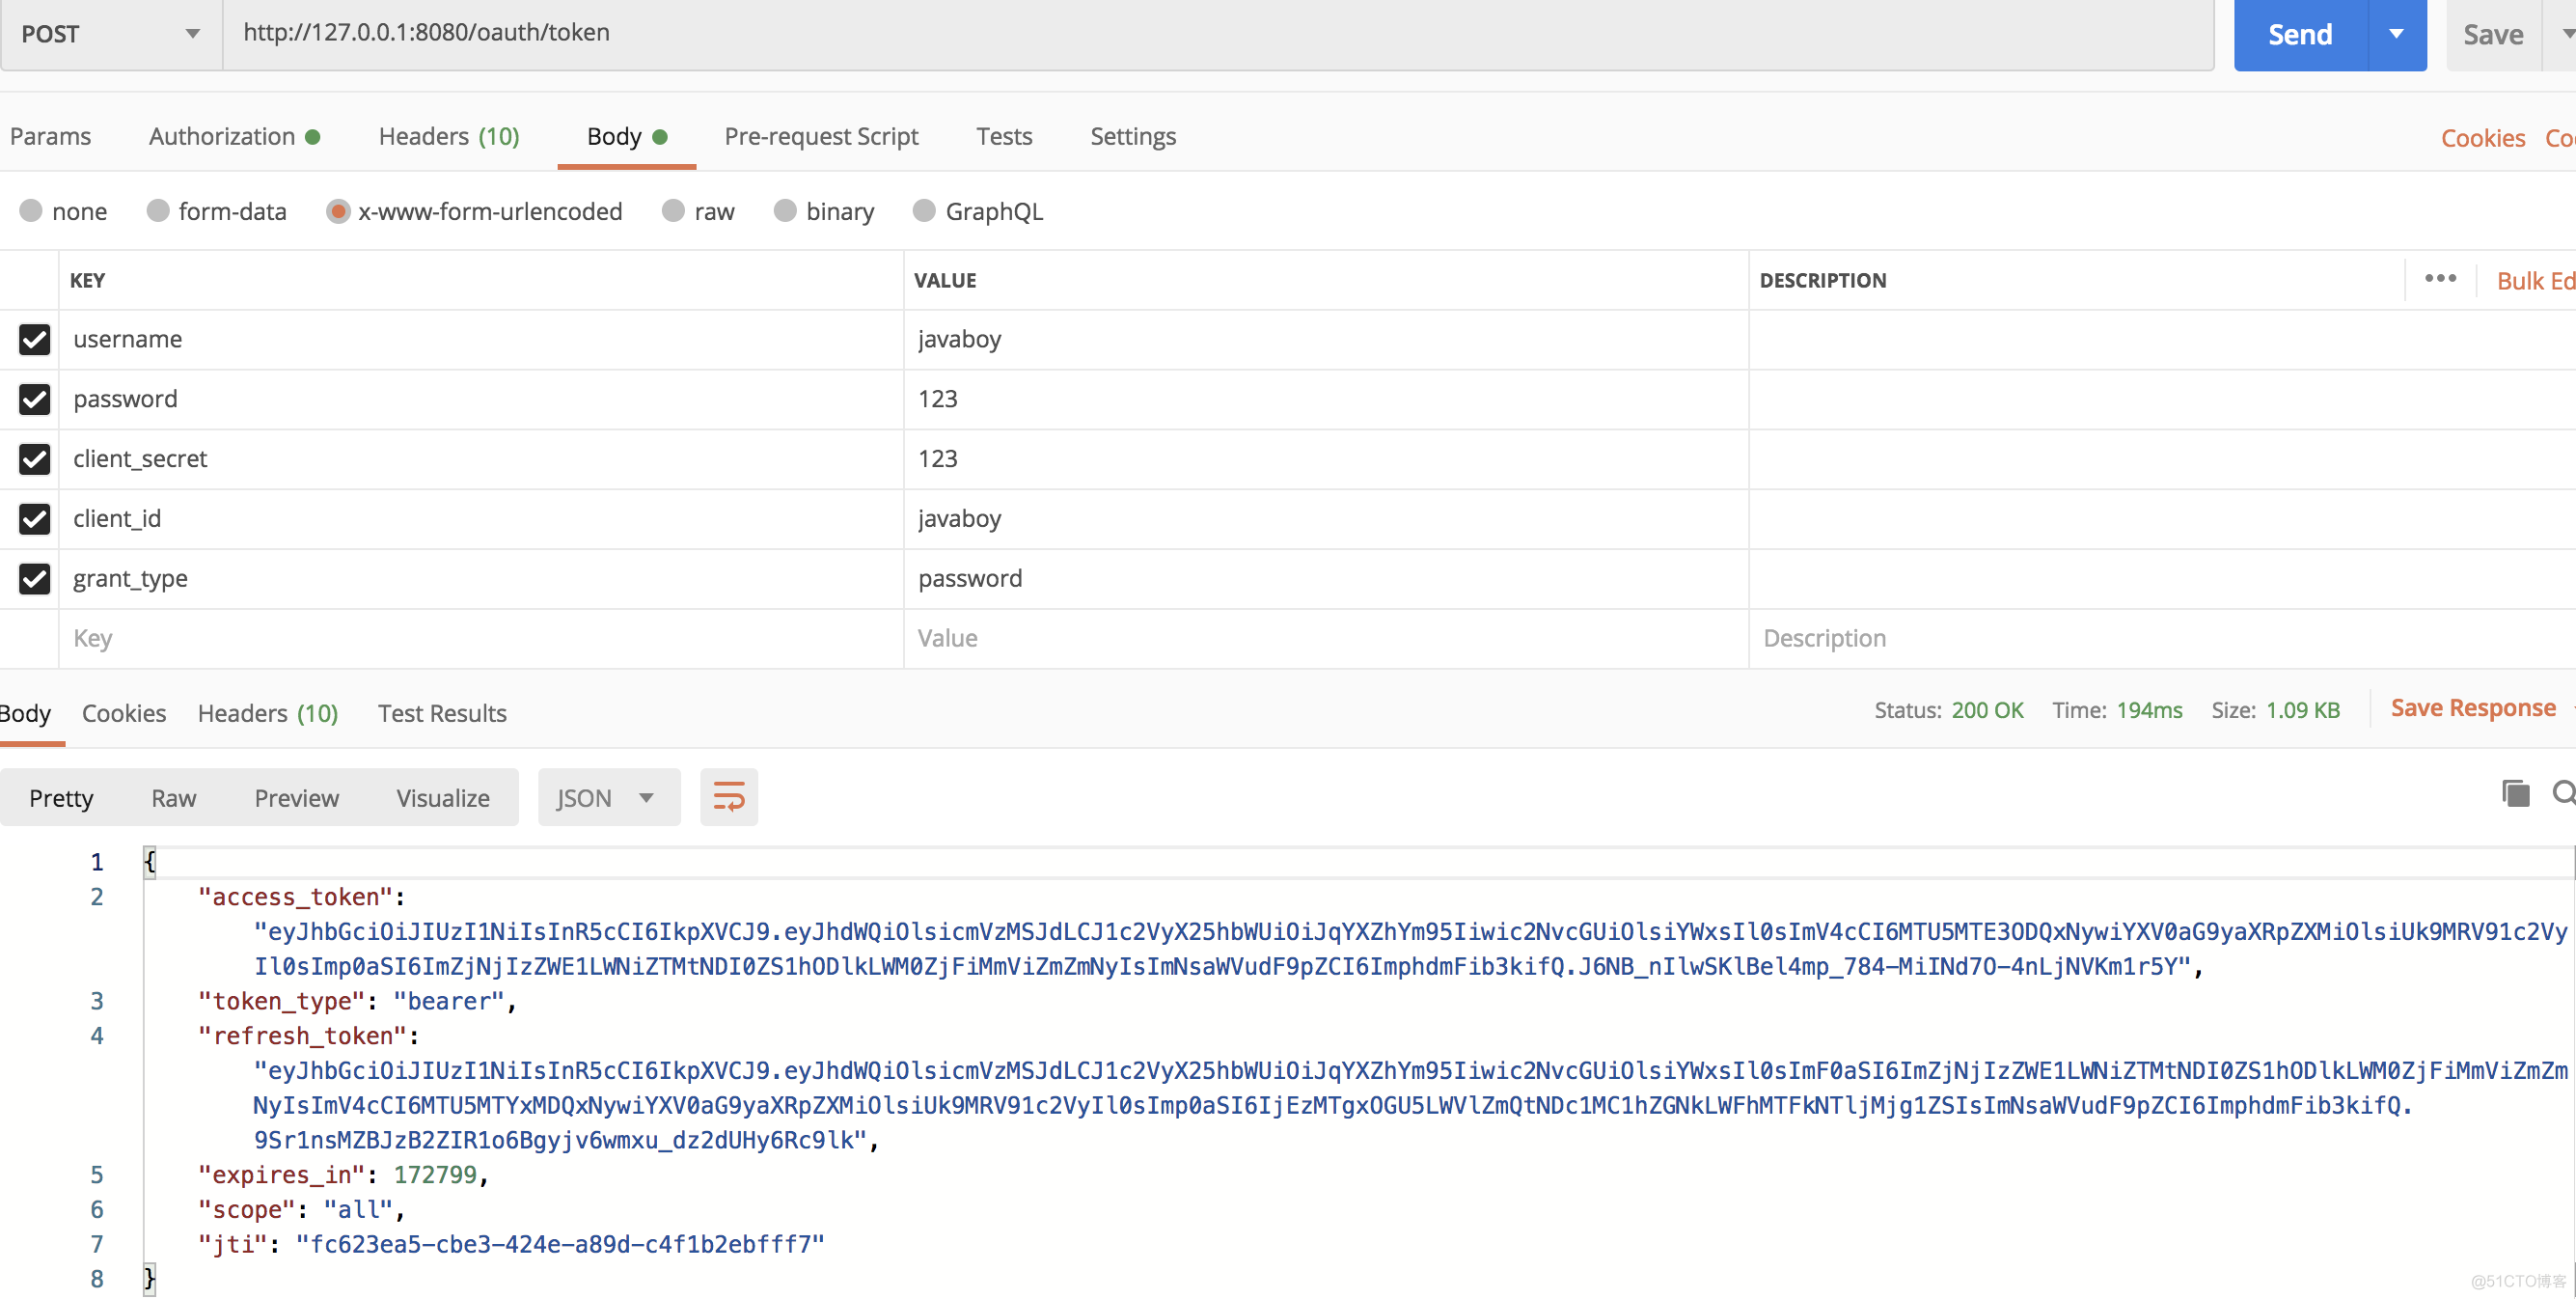 POST http://127.0.0.1:8080/oauth/token Send Save
Params Authorization Headers (10) Body Pre-request Script Tests Settings Cookies
none form-data x-www-form-urlencoded raw binary GraphQL
KEY VALUE DESCRIPTION ••• Bulk Ed
username javaboy
password 123
client_secret 123
client_id javaboy
grant_type password
Key Value Description
Body Cookies Headers (10) Test Results Status: 200 OK Time: 194ms Size: 1.09 KB Save Response
Pretty Raw Preview Visualize JSON
1 {
2 "access_token":
"eyJhbGciOiJIUzI1NiIsInR5cCI6IkpXVCJ9.eyJhdWQiOlsicmVzMSJdLCJ1c2VyX25hbWUiOiJqYXZhYm95Iiwic2NvcGUiOlsiYWxsIl0sImV4cCI6MTU5MTE3ODQxNywiYXV0aG9yaXRpZXMiOlsiUk9MRV91c2Vy
Il0sImp0aSI6ImZjNjIzZWE1LWNiZTMtNDI0ZS1hODlkLWM0ZjFiMmViZmZmNyIsImNsaWVudF9pZCI6ImphdmFib3kifQ.J6NB_nIlwSKlBel4mp_784-MiINd7O-4nLjNVKm1r5Y",
3 "token_type": "bearer",
4 "refresh_token":
"eyJhbGciOiJIUzI1NiIsInR5cCI6IkpXVCJ9.eyJhdWQiOlsicmVzMSJdLCJ1c2VyX25hbWUiOiJqYXZhYm95Iiwic2NvcGUiOlsiYWxsIl0sImF0aSI6ImZjNjIzZWE1LWNiZTMtNDI0ZS1hODlkLWM0ZjFiMmViZmZm
NyIsImV4cCI6MTU5MTYxMDQxNywiYXV0aG9yaXRpZXMiOlsiUk9MRV91c2VyIl0sImp0aSI6IjEzMTgxOGU5LWVlZmQtNDc1MC1hZGNkLWFhMTFkNTljMjg1ZSIsImNsaWVudF9pZCI6ImphdmFib3kifQ.
9Sr1nsMZBJzB2ZIR1o6Bgyjv6wmxu_dz2dUHy6Rc9lk",
5 "expires_in": 172799,
6 "scope": "all",
7 "jti": "fc623ea5-cbe3-424e-a89d-c4f1b2ebfff7"
8 }
@51CTO博客